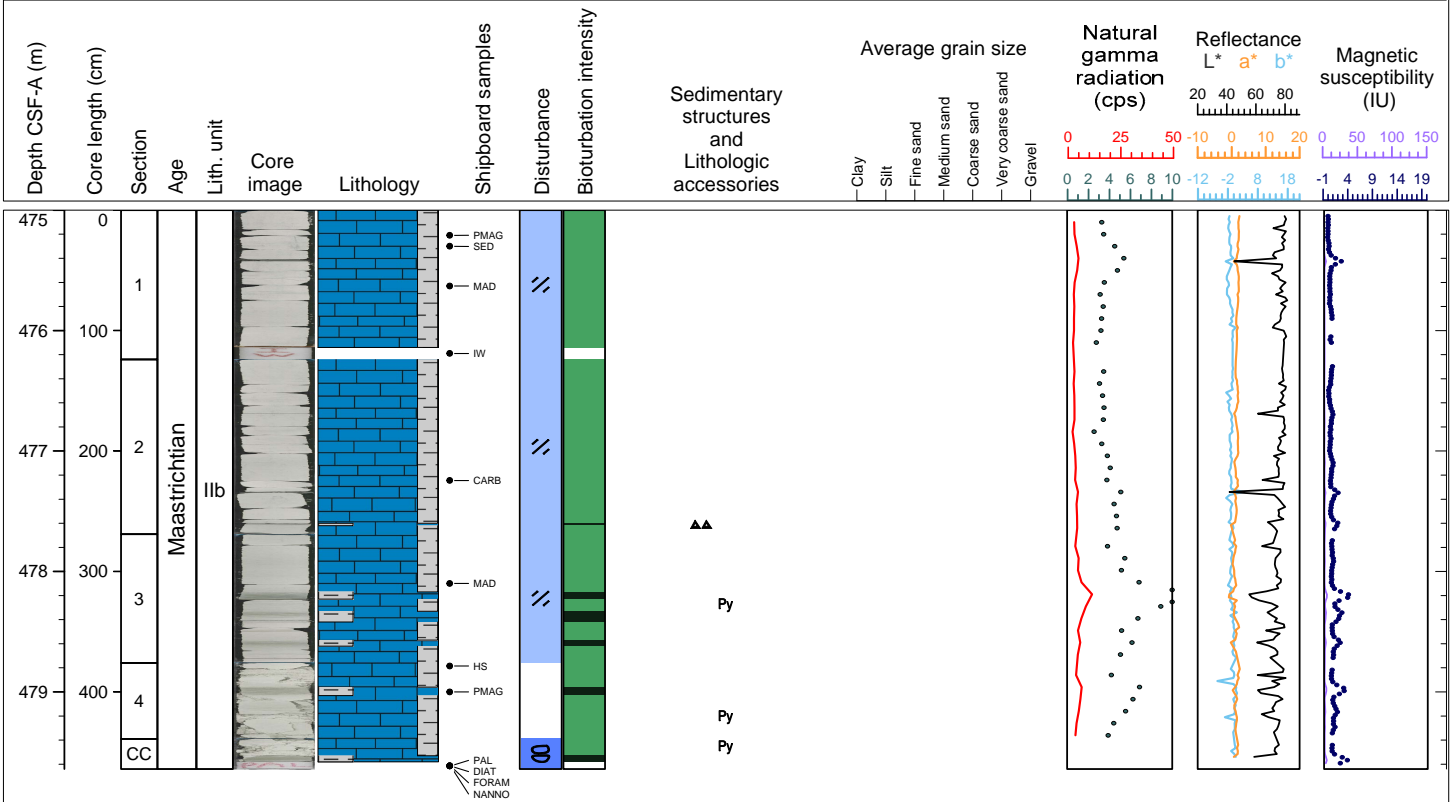 Depth CSF-A (m)
Core length (cm)
Section
Age
Lith. unit
Core
image
Lithology
Shipboard samples
Disturbance
Bioturbation intensity
Sedimentary
structures
and
Lithologic
accessories
Average grain size
Clay
Silt
Fine sand
Medium sand
Coarse sand
Very coarse sand
Gravel
Natural
gamma
radiation
(cps)
0 25 50
0 2 4 6 8 10
Reflectance
L* a* b*
20 40 60 80
-10 0 10 20
-12 -2 8 18
Magnetic
susceptibility
(IU)
0 50 100 150
-1 4 9 14 19
475
476
477
478
479
0
100
200
300
400
1
2
3
4
CC
Maastrichtian
IIb
PMAG
SED
MAD
IW
CARB
MAD
HS
PMAG
PAL
DIAT
FORAM
NANNO
Py
Py
Py